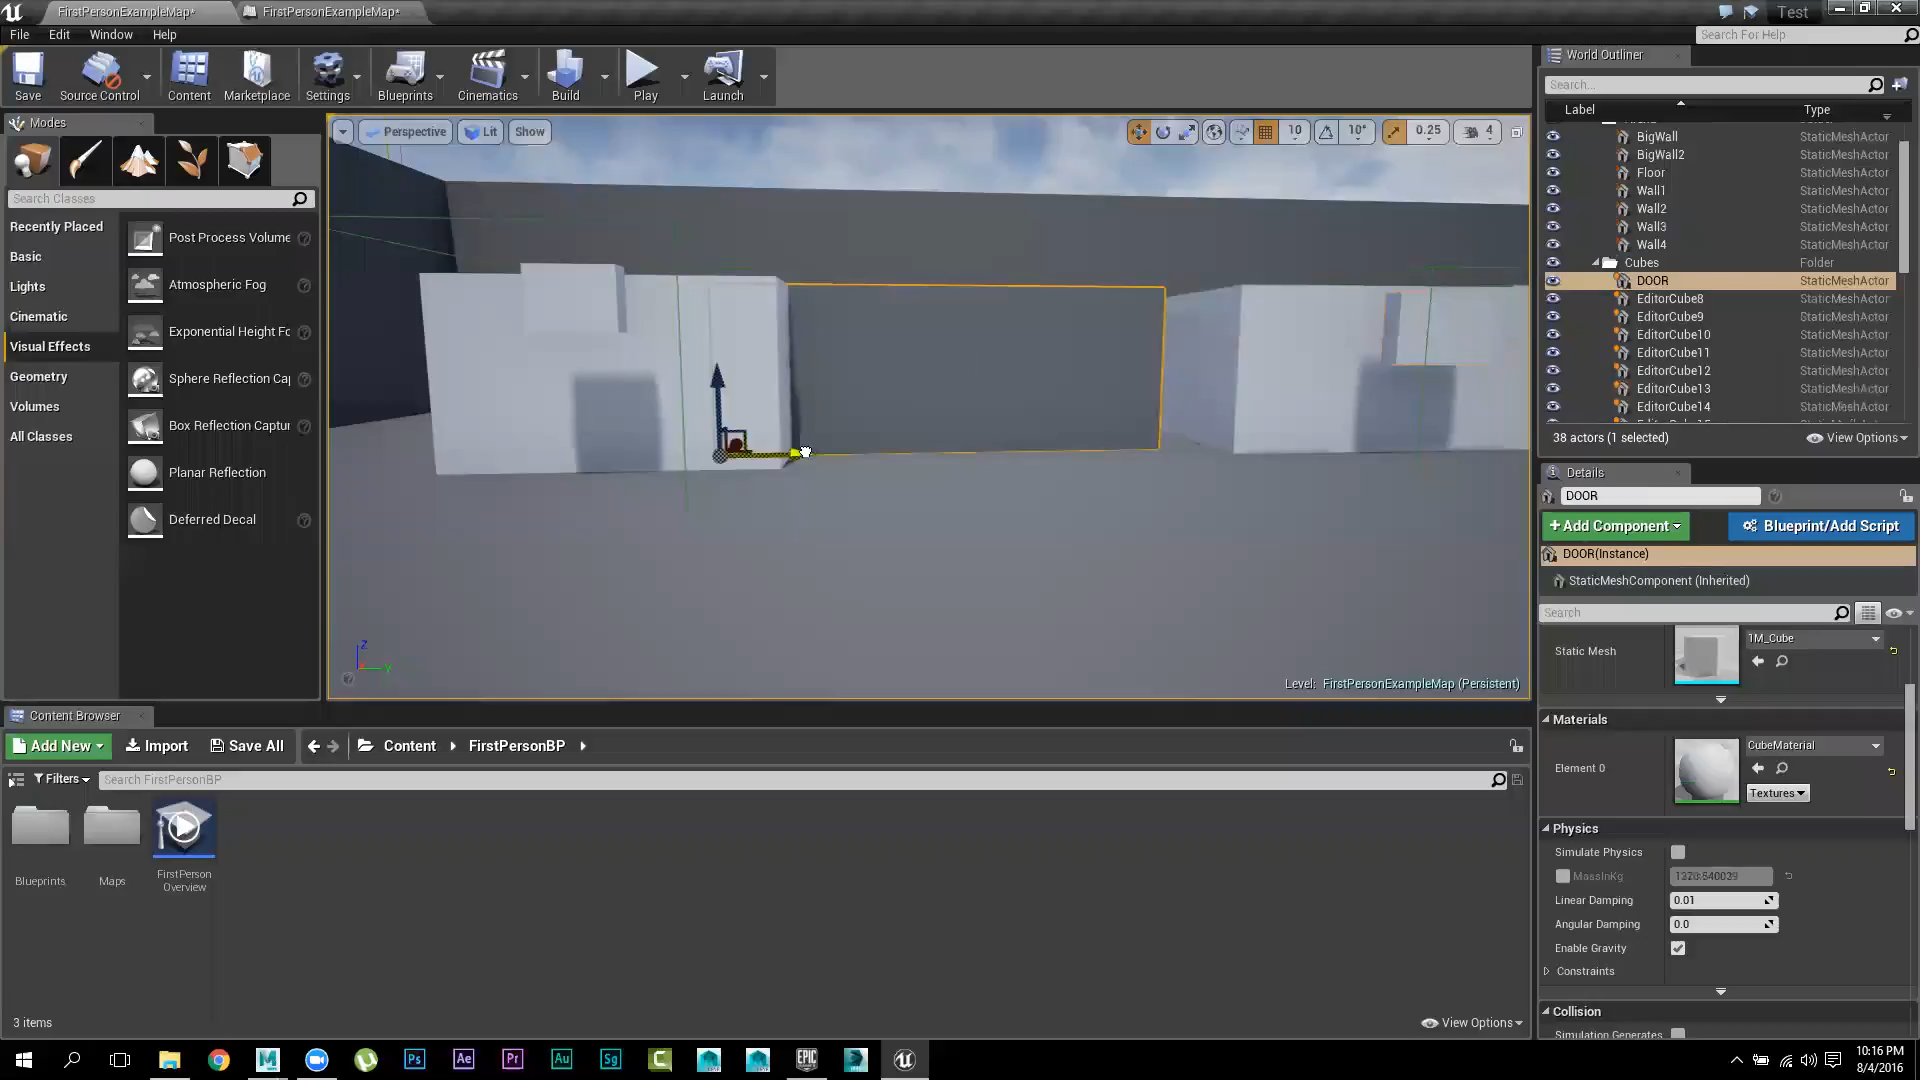 FirstPersonExampleMap*
FirstPersonExampleMap*
Test
File
Edit
Window
Help
Search For Help
Save
Source Control
Content
Marketplace
Settings
Blueprints
Cinematics
Build
Play
Launch
World Outliner
Search...
Label
Type
BigWall
StaticMeshActor
BigWall2
StaticMeshActor
Floor
StaticMeshActor
Wall1
StaticMeshActor
Wall2
StaticMeshActor
Wall3
StaticMeshActor
Wall4
StaticMeshActor
Cubes
Folder
DOOR
StaticMeshActor
EditorCube8
StaticMeshActor
EditorCube9
StaticMeshActor
EditorCube10
StaticMeshActor
EditorCube11
StaticMeshActor
EditorCube12
StaticMeshActor
EditorCube13
StaticMeshActor
EditorCube14
StaticMeshActor
38 actors (1 selected)
View Options
Modes
Search Classes
Recently Placed
Basic
Lights
Cinematic
Visual Effects
Geometry
Volumes
All Classes
Post Process Volume
Atmospheric Fog
Exponential Height Fo
Sphere Reflection Cap
Box Reflection Captur
Planar Reflection
Deferred Decal
Perspective
Lit
Show
10
10°
0.25
4
Z
Y
Level: FirstPersonExampleMap (Persistent)
Details
DOOR
+Add Component
Blueprint/Add Script
DOOR(Instance)
StaticMeshComponent (Inherited)
Search
Static Mesh
1M_Cube
Materials
Element 0
CubeMaterial
Textures
Physics
Simulate Physics
MassInKg
Linear Damping
0.01
Angular Damping
0.0
Enable Gravity
Constraints
Collision
Simulation Generates
Content Browser
Add New
Import
Save All
Content
FirstPersonBP
Filters
Search FirstPersonBP
Blueprints
Maps
FirstPerson
Overview
3 items
View Options
Ps
Ae
Pr
Au
Sg
C
EPIC
10:16 PM
8/4/2016